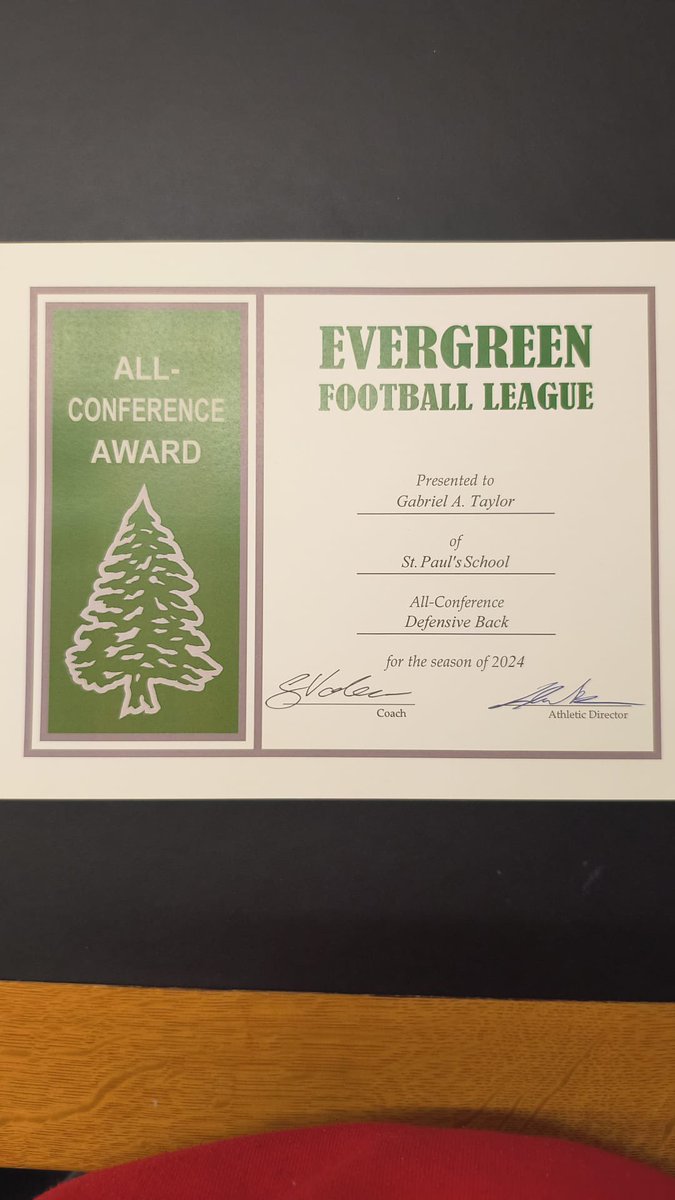 ALL-
CONFERENCE
AWARD
EVERGREEN
FOOTBALL LEAGUE
Presented to
Gabriel A. Taylor
of
St. Paul's School
All-Conference
Defensive Back
for the season of 2024
Coach
Athletic Director